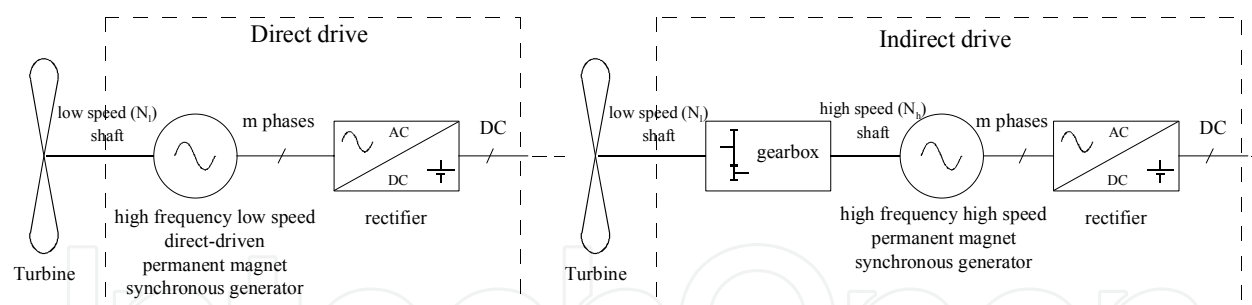 Direct drive
low speed (N_l)
shaft
m phases
AC
DC
DC
high frequency low speed
direct-driven
permanent magnet
synchronous generator
rectifier
Turbine
Indirect drive
low speed (N_l)
shaft
gearbox
high speed (N_h)
shaft
m phases
AC
DC
DC
high frequency high speed
permanent magnet
synchronous generator
rectifier
Turbine